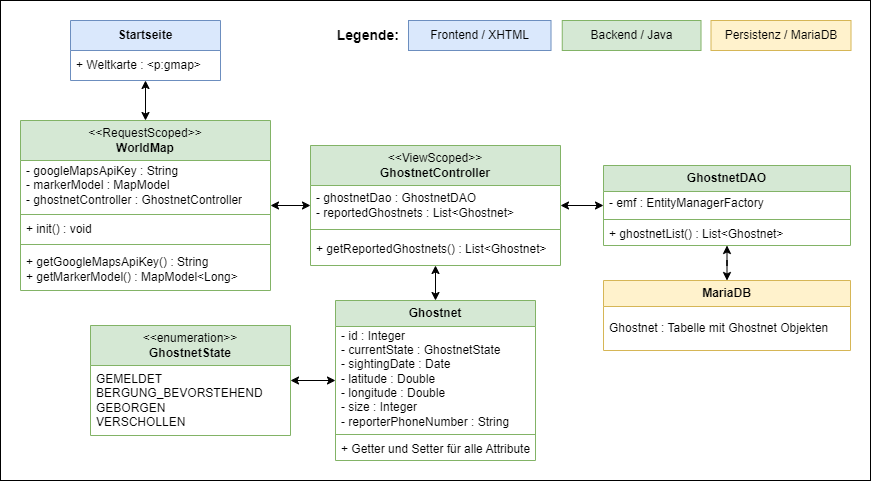 Startseite
+ Weltkarte : <p:gmap>
Legende:
Frontend / XHTML
Backend / Java
Persistenz / MariaDB
<<RequestScoped>>
WorldMap
- googleMapsApiKey : String
- markerModel : MapModel
- ghostnetController : GhostnetController
+ init() : void
+ getGoogleMapsApiKey() : String
+ getMarkerModel() : MapModel<Long>
<<ViewScoped>>
GhostnetController
- ghostnetDao : GhostnetDAO
- reportedGhostnets : List<Ghostnet>
+ getReportedGhostnets() : List<Ghostnet>
GhostnetDAO
- emf : EntityManagerFactory
+ ghostnetList() : List<Ghostnet>
MariaDB
Ghostnet : Tabelle mit Ghostnet Objekten
<<enumeration>>
GhostnetState
GEMELDET
BERGUNG_BEVORSTEHEND
GEBORGEN
VERSCHOLLEN
Ghostnet
- id : Integer
- currentState : GhostnetState
- sightingDate : Date
- latitude : Double
- longitude : Double
- size : Integer
- reporterPhoneNumber : String
+ Getter und Setter für alle Attribute